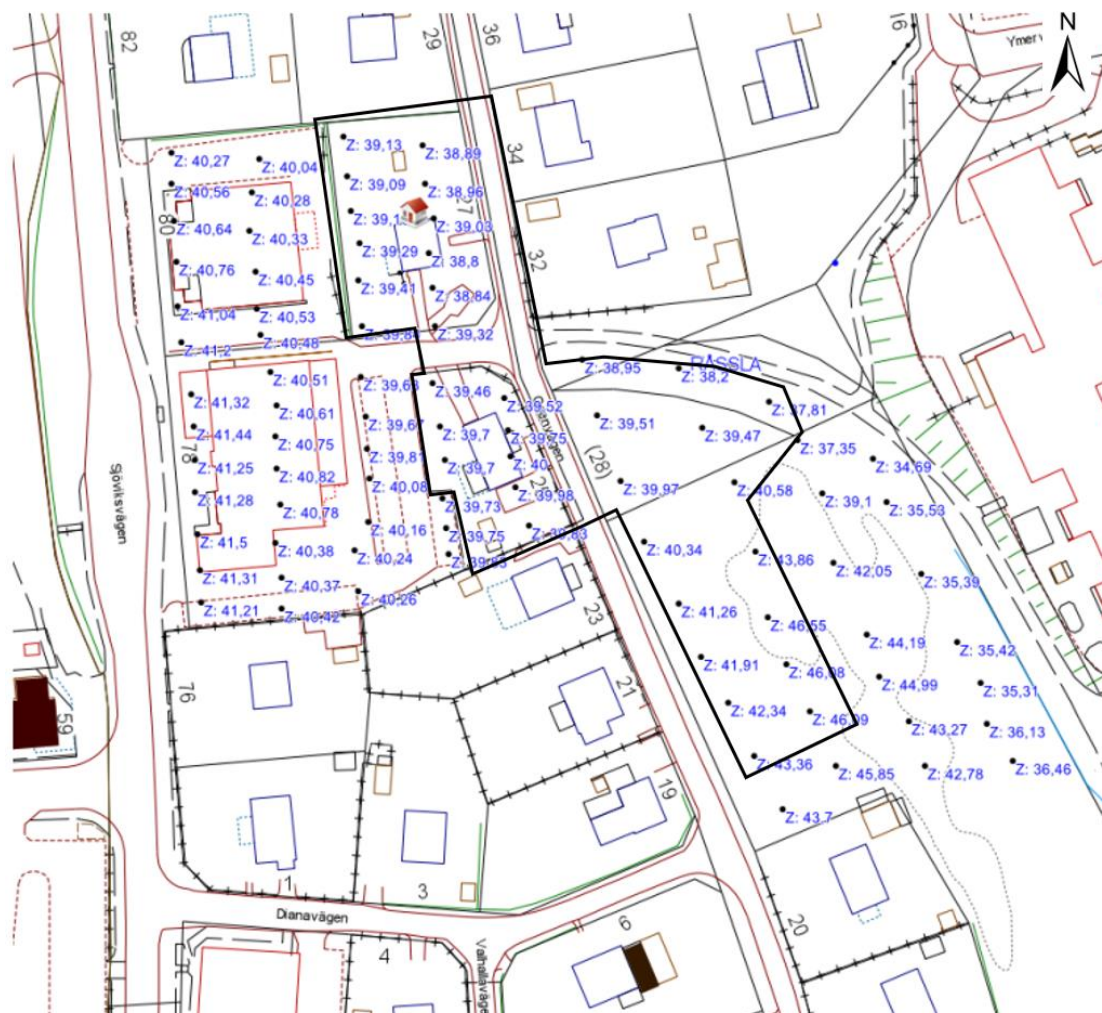 N
82
29
36
16
Z: 40,27
Z: 40,04
Z: 39,13
Z: 38,89
34
Z: 40,56
Z: 40,28
Z: 39,09
Z: 38,96
27
80
Z: 40,64
Z: 40,33
Z: 39,03
Z: 39,29
Z: 38,8
32
Z: 40,76
Z: 40,45
Z: 39,41
Z: 38,84
Z: 41,04
Z: 40,53
Z: 39,32
Z: 41,2
Z: 40,48
Z: 38,95
RÅSSLA
Z: 38,2
Z: 40,51
Z: 39,46
Z: 41,32
Z: 40,61
Z: 39,52
Z: 39,51
Z: 37,81
Z: 41,44
Z: 40,75
Z: 39,7
Z: 39,47
78
Z: 37,35
Z: 41,25
Z: 40,82
Z: 39,7
(28)
Z: 34,69
Z: 41,28
Z: 40,78
Z: 40,08
Z: 39,98
Z: 39,97
Z: 40,58
Z: 39,1
Z: 35,53
Sjöviksvägen
Z: 39,73
Z: 41,5
Z: 40,38
Z: 40,16
Z: 39,75
Z: 39,83
Z: 40,34
Z: 41,31
Z: 40,37
Z: 40,24
Z: 43,86
Z: 42,05
Z: 35,39
Z: 41,21
Z: 40,42
Z: 40,26
23
Z: 41,26
Z: 46,55
Z: 44,19
Z: 35,42
76
21
Z: 41,91
Z: 46,08
Z: 44,99
Z: 35,31
59
Z: 42,34
Z: 46,09
Z: 43,27
Z: 36,13
19
Z: 43,36
Z: 45,85
Z: 42,78
Z: 36,46
Z: 43,7
1
3
Dianavägen
6
20
4
Valhallavägen